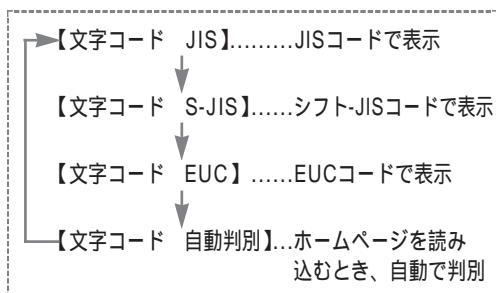 【文字コード　JIS】………JISコードで表示
【文字コード　S-JIS】……シフト-JISコードで表示
【文字コード　EUC】……EUCコードで表示
【文字コード　自動判別】…ホームページを読み
込むとき、自動で判別